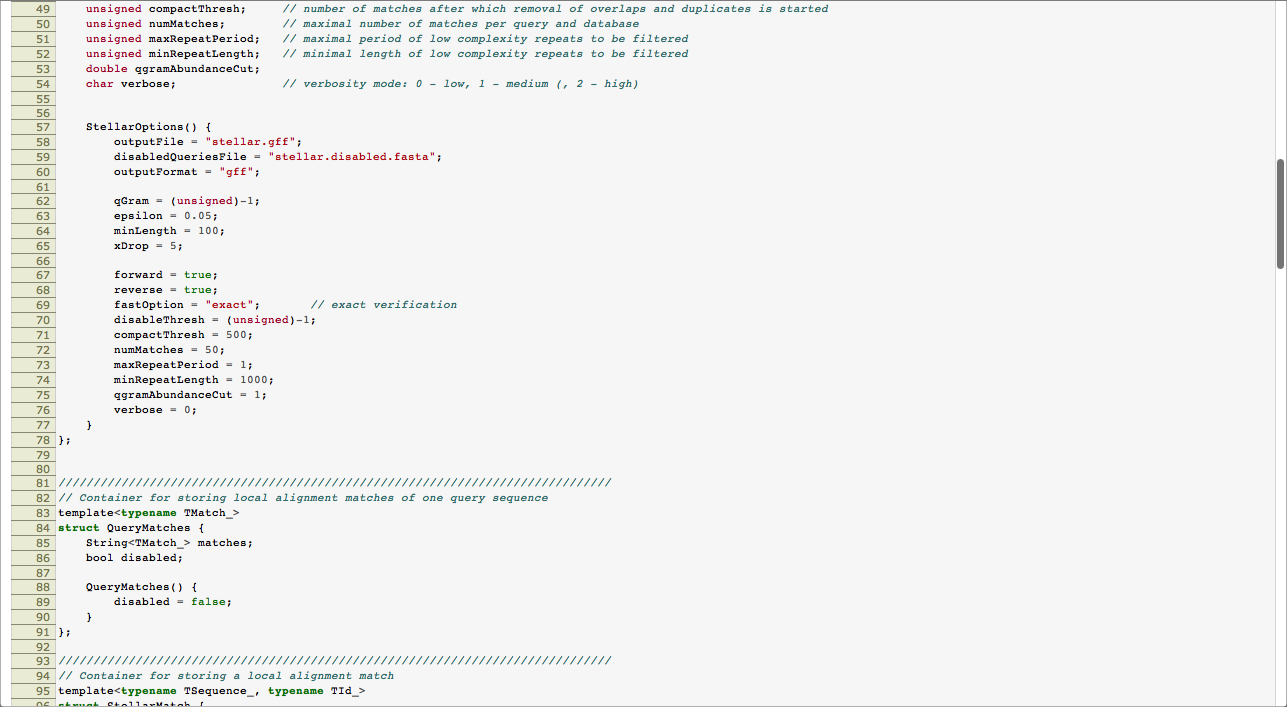 49 unsigned compactThresh; // number of matches after which removal of overlaps and duplicates is started
50 unsigned numMatches; // maximal number of matches per query and database
51 unsigned maxRepeatPeriod; // maximal period of low complexity repeats to be filtered
52 unsigned minRepeatLength; // minimal length of low complexity repeats to be filtered
53 double qgramAbundanceCut;
54 char verbose; // verbosity mode: 0 - low, 1 - medium (, 2 - high)
55
56
57 StellarOptions() {
58 outputFile = "stellar.gff";
59 disabledQueriesFile = "stellar.disabled.fasta";
60 outputFormat = "gff";
61
62 qGram = (unsigned)-1;
63 epsilon = 0.05;
64 minLength = 100;
65 xDrop = 5;
66
67 forward = true;
68 reverse = true;
69 fastOption = "exact"; // exact verification
70 disableThresh = (unsigned)-1;
71 compactThresh = 500;
72 numMatches = 50;
73 maxRepeatPeriod = 1;
74 minRepeatLength = 1000;
75 qgramAbundanceCut = 1;
76 verbose = 0;
77 }
78 };
79
80
81 ///////////////////////////////////////////////////////////////////////////////
82 // Container for storing local alignment matches of one query sequence
83 template<typename TMatch_>
84 struct QueryMatches {
85 String<TMatch_> matches;
86 bool disabled;
87
88 QueryMatches() {
89 disabled = false;
90 }
91 };
92
93 ///////////////////////////////////////////////////////////////////////////////
94 // Container for storing a local alignment match
95 template<typename TSequence_, typename TId_>
96 struct StellarMatch {